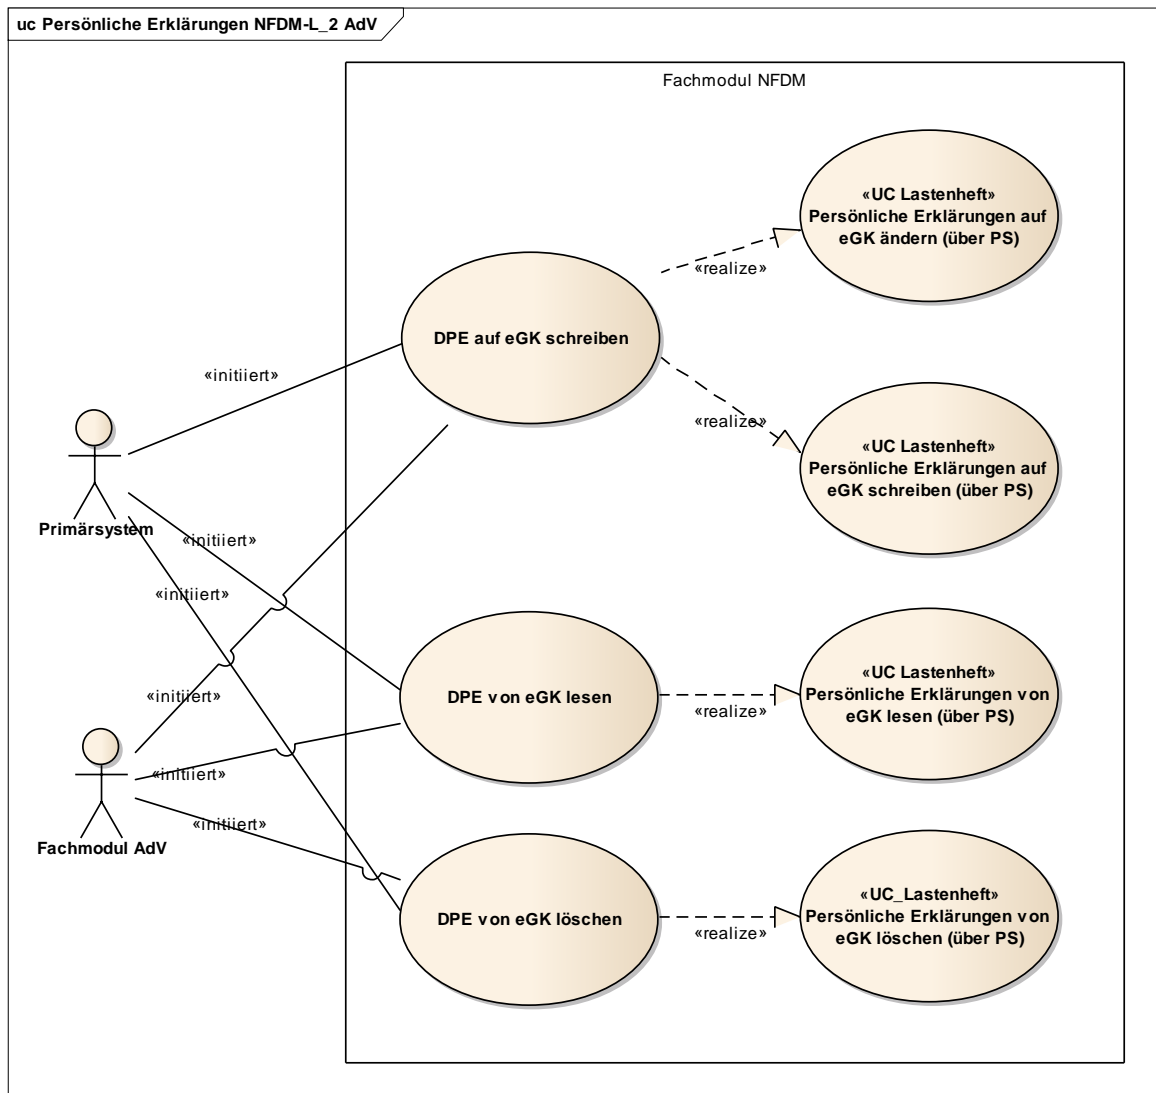 uc Persönliche Erklärungen NFDM-L_2 AdV
Fachmodul NFDM
«UC Lastenheft»
Persönliche Erklärungen auf
eGK ändern (über PS)
«realize»
DPE auf eGK schreiben
«initiiert»
«realize»
«UC Lastenheft»
Persönliche Erklärungen auf
eGK schreiben (über PS)
Primärsystem
«initiiert»
«initiiert»
«UC Lastenheft»
Persönliche Erklärungen von
eGK lesen (über PS)
DPE von eGK lesen
«initiiert»
«realize»
«initiiert»
«initiiert»
Fachmodul AdV
«UC_Lastenheft»
Persönliche Erklärungen von
eGK löschen (über PS)
DPE von eGK löschen
«realize»